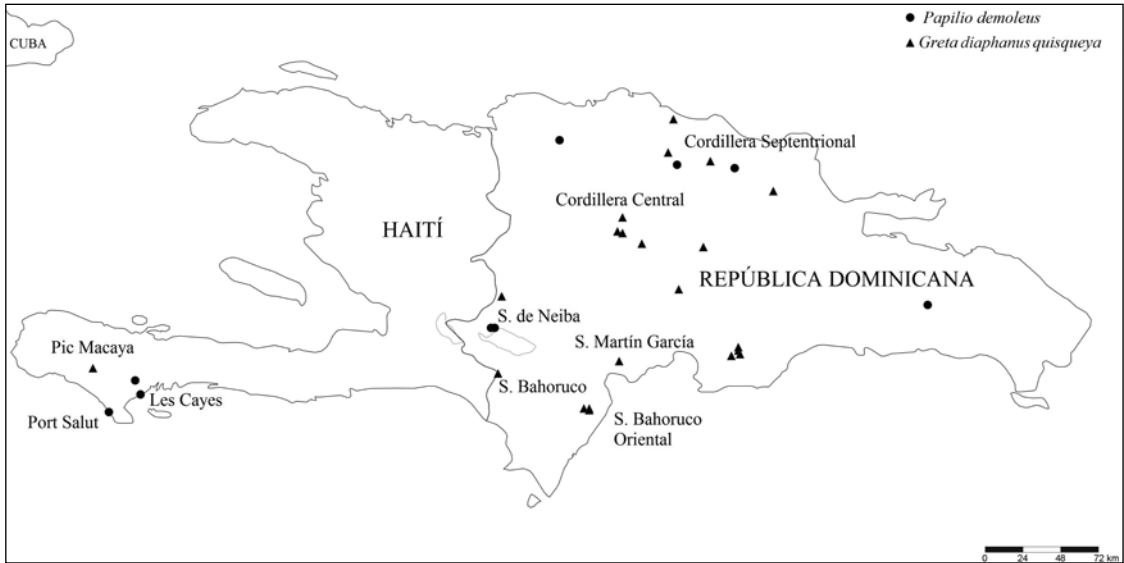 CUBA
Papilio demoleus
Greta diaphanus quisqueya
Cordillera Septentrional
Cordillera Central
HAITÍ
REPÚBLICA DOMINICANA
S. de Neiba
S. Martín García
Pic Macaya
S. Bahoruco
Les Cayes
Port Salut
S. Bahoruco
Oriental
0 24 48 72 km